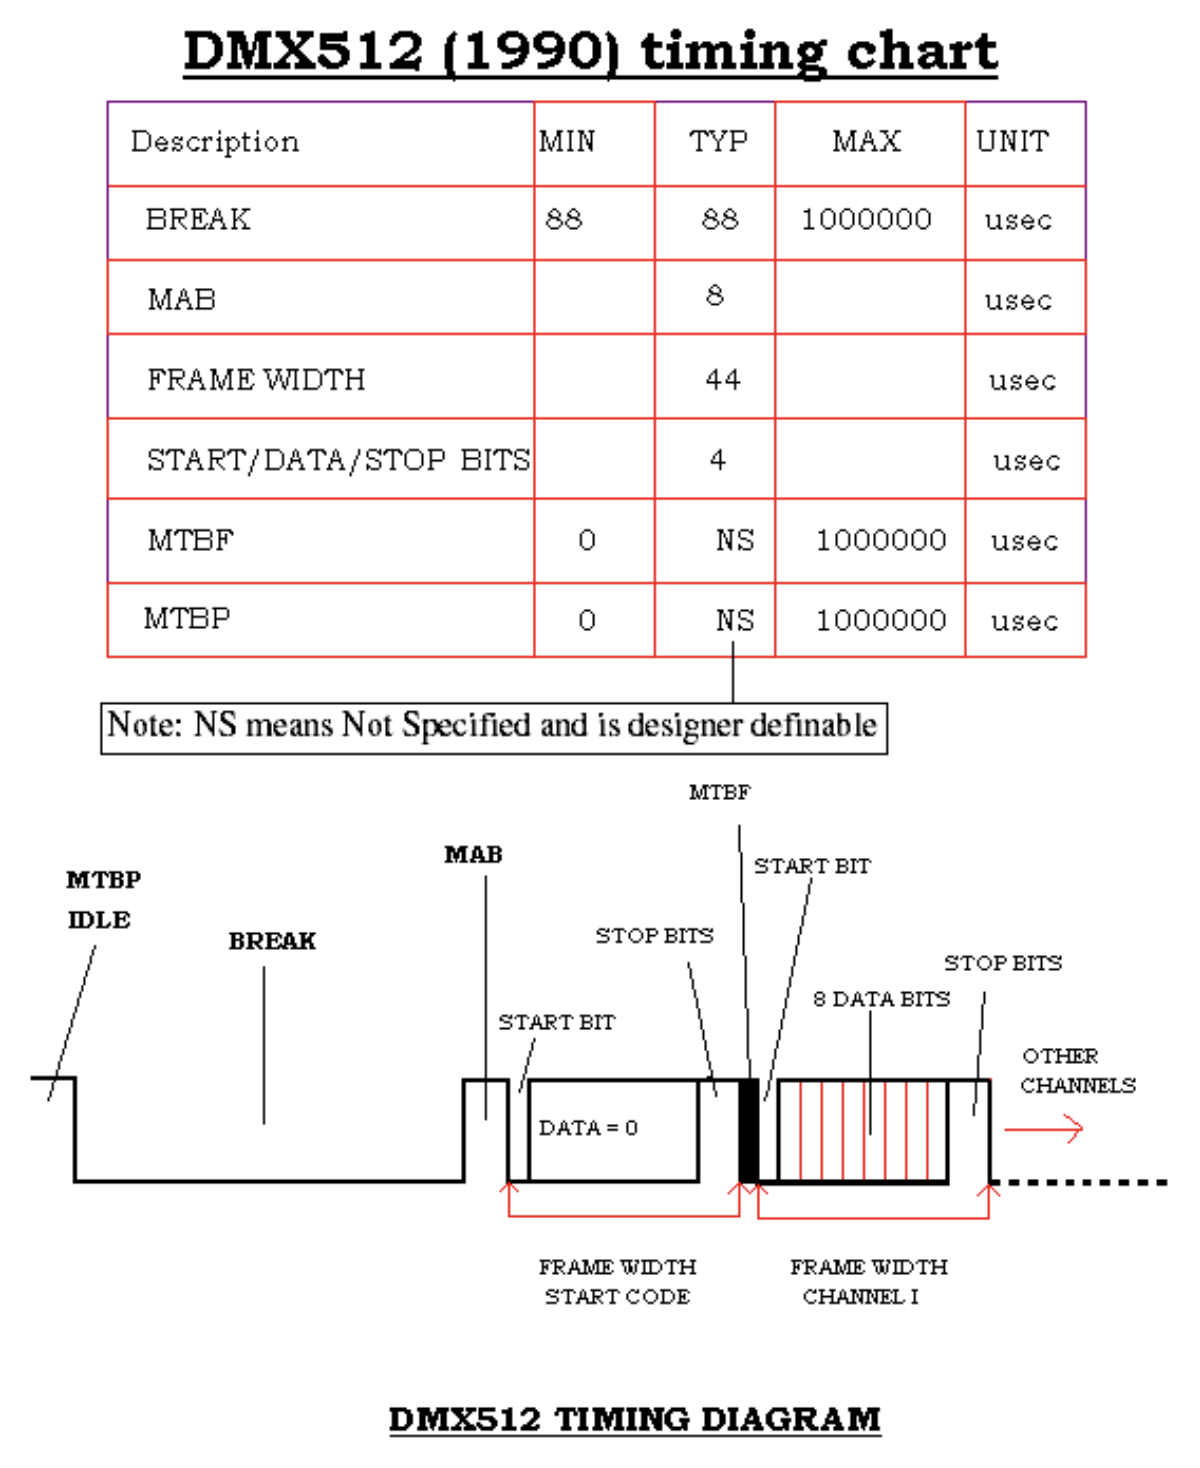 DMX512 (1990) timing chart
Description MIN TYP MAX UNIT
BREAK 88 88 1000000 usec
MAB 8 usec
FRAME WIDTH 44 usec
START/DATA/STOP BITS 4 usec
MTBF 0 NS 1000000 usec
MTBP 0 NS 1000000 usec
Note: NS means Not Specified and is designer definable
MTBF
MAB
START BIT
MTBP
IDLE
BREAK
STOP BITS
STOP BITS
8 DATA BITS
START BIT
OTHER
CHANNELS
DATA = 0
FRAME WIDTH
START CODE
FRAME WIDTH
CHANNEL I
DMX512 TIMING DIAGRAM